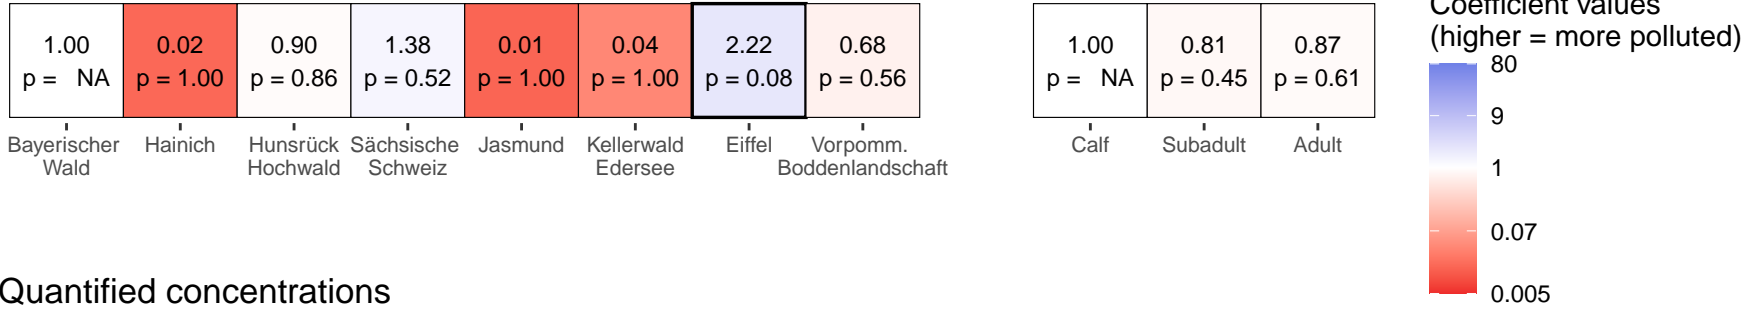 Coefficient values
(higher = more polluted)
80
9
1
0.07
0.005
1.00 0.02 0.90 1.38 0.01 0.04 2.22 0.68
p = NA p = 1.00 p = 0.86 p = 0.52 p = 1.00 p = 1.00 p = 0.08 p = 0.56
Bayerischer Hainich Hunsrück Sächsische Jasmund Kellerwald Eiffel Vorpomm.
Wald Hochwald Schweiz Edersee Boddenlandschaft
1.00 0.81 0.87
p = NA p = 0.45 p = 0.61
Calf Subadult Adult
Quantified concentrations